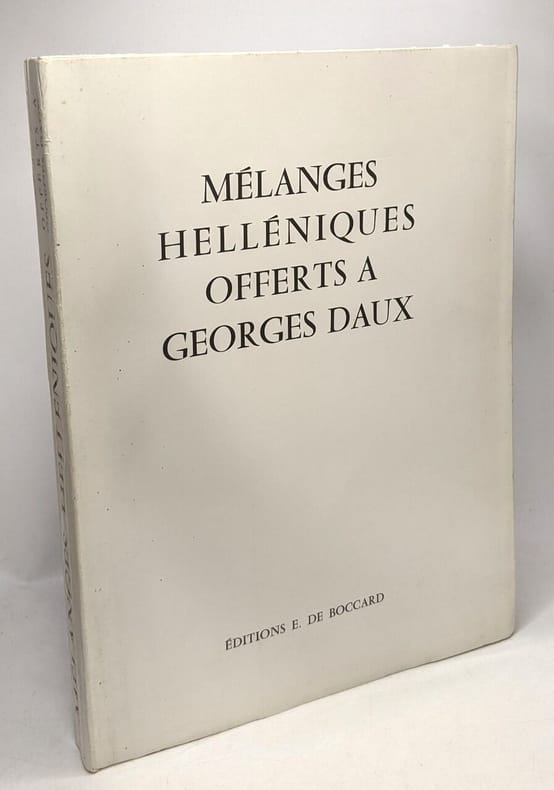 MÉLANGES
HELLÉNIQUES
OFFERTS A
GEORGES DAUX
ÉDITIONS E. DE BOCCARD